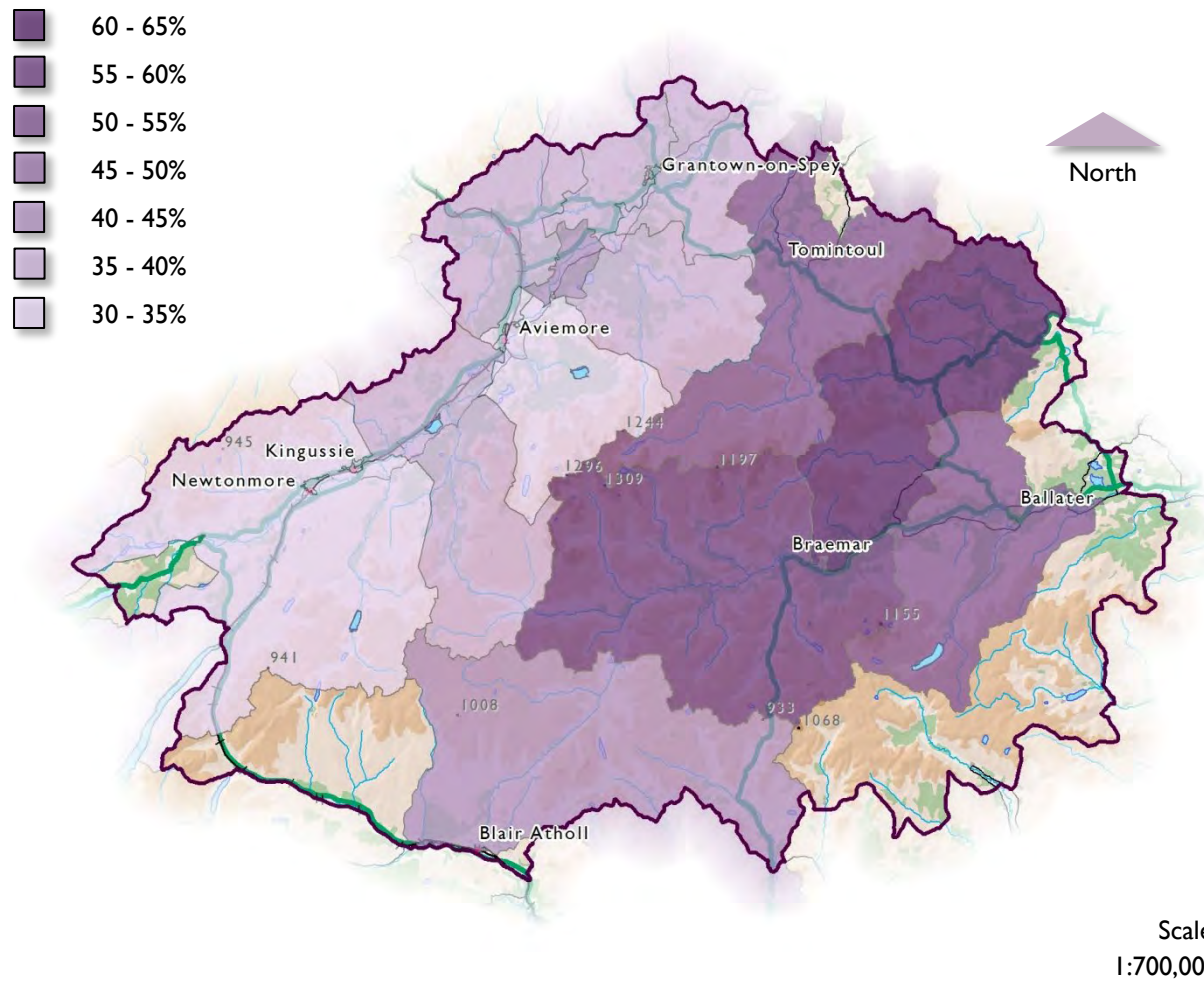 60 - 65%
55 - 60%
50 - 55%
45 - 50%
40 - 45%
35 - 40%
30 - 35%
North
Grantown-on-Spey
Tomintoul
Aviemore
1244
945
Kingussie
1296
1197
Newtonmore
1309
Ballater
Braemar
1155
941
1008
933
1068
Blair Atholl
Scale
1:700,00